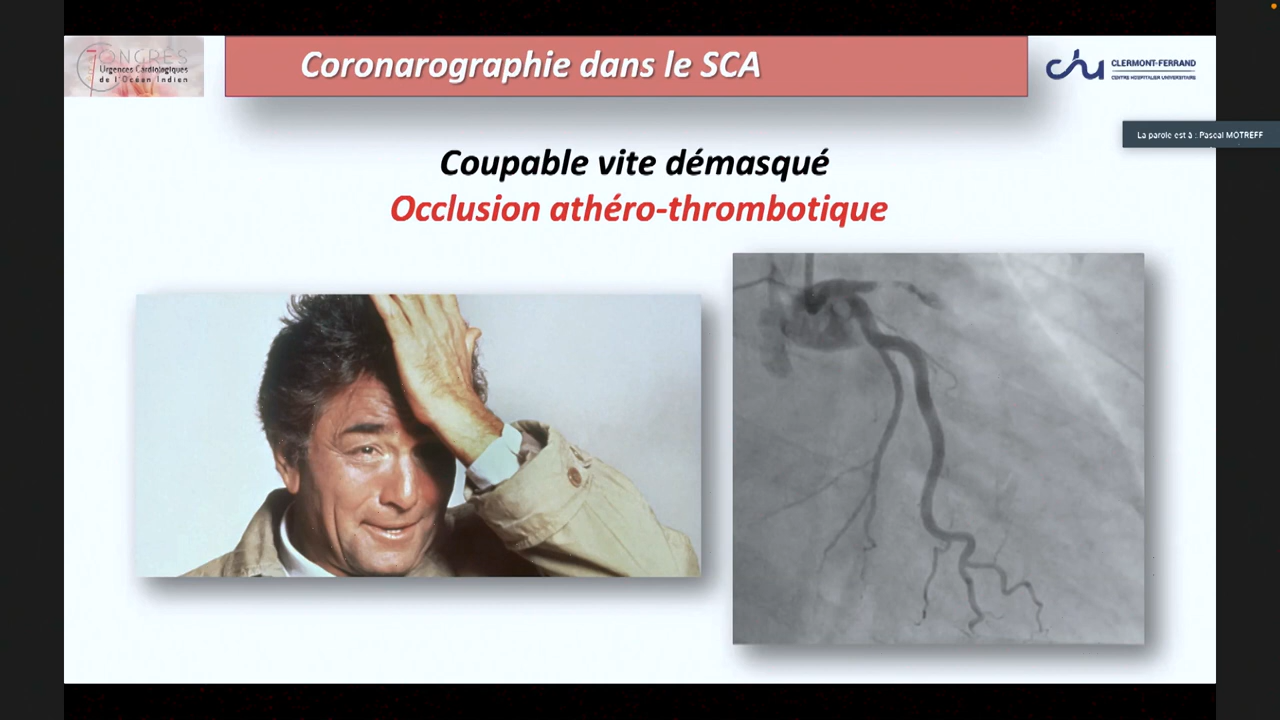 CONGRÈS
Urgences Cardiologiques
de l'Océan Indien
Coronarographie dans le SCA
chu
CLERMONT-FERRAND
CENTRE HOSPITALIER UNIVERSITAIRE
La parole est à : Pascal MOTREFF
Coupable vite démasqué
Occlusion athéro-thrombotique